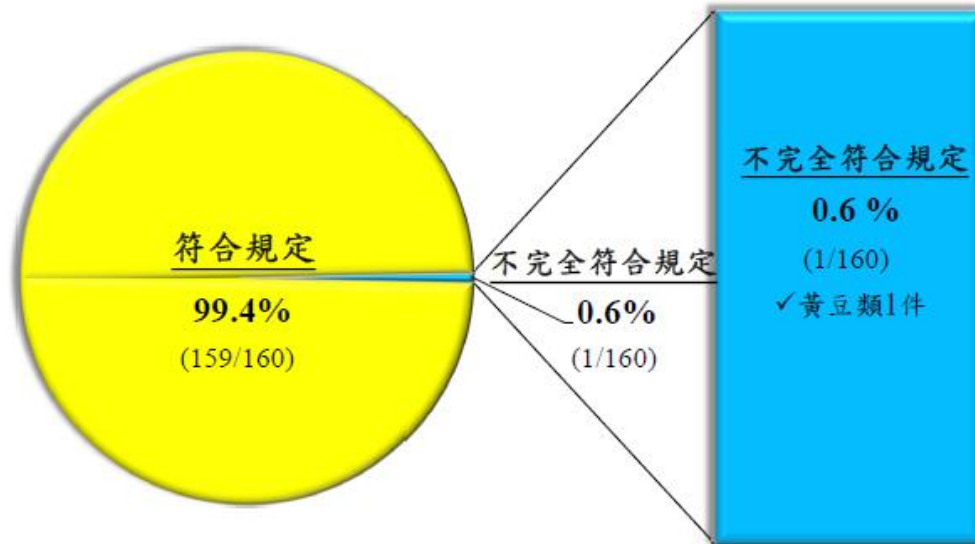 符合規定
99.4%
(159/160)
不完全符合規定
0.6%
(1/160)
不完全符合規定
0.6 %
(1/160)
✓黃豆類1件